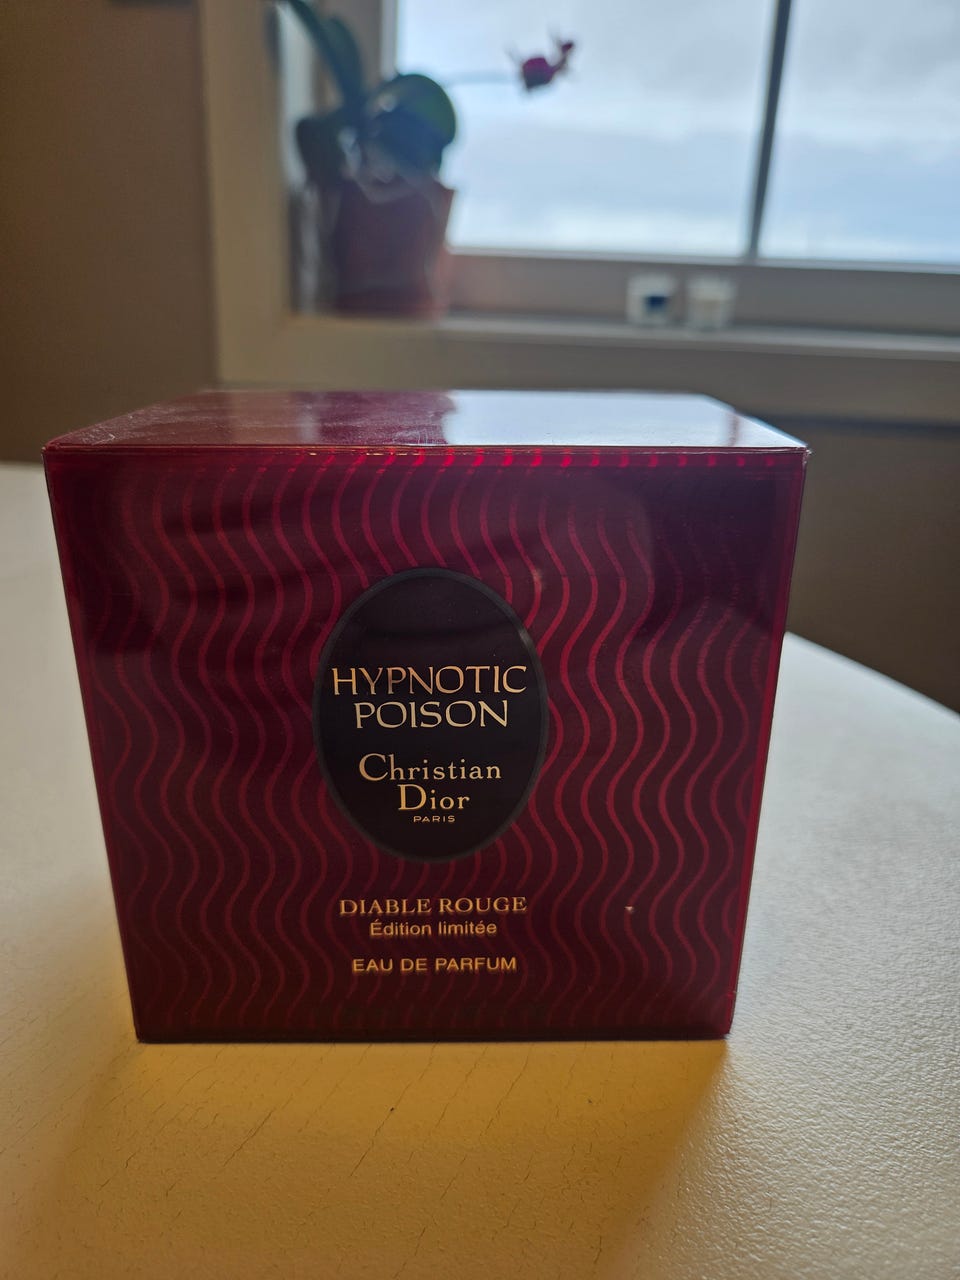 HYPNOTIC
POISON
Christian
Dior
PARIS
DIABLE ROUGE
Édition limitée
EAU DE PARFUM